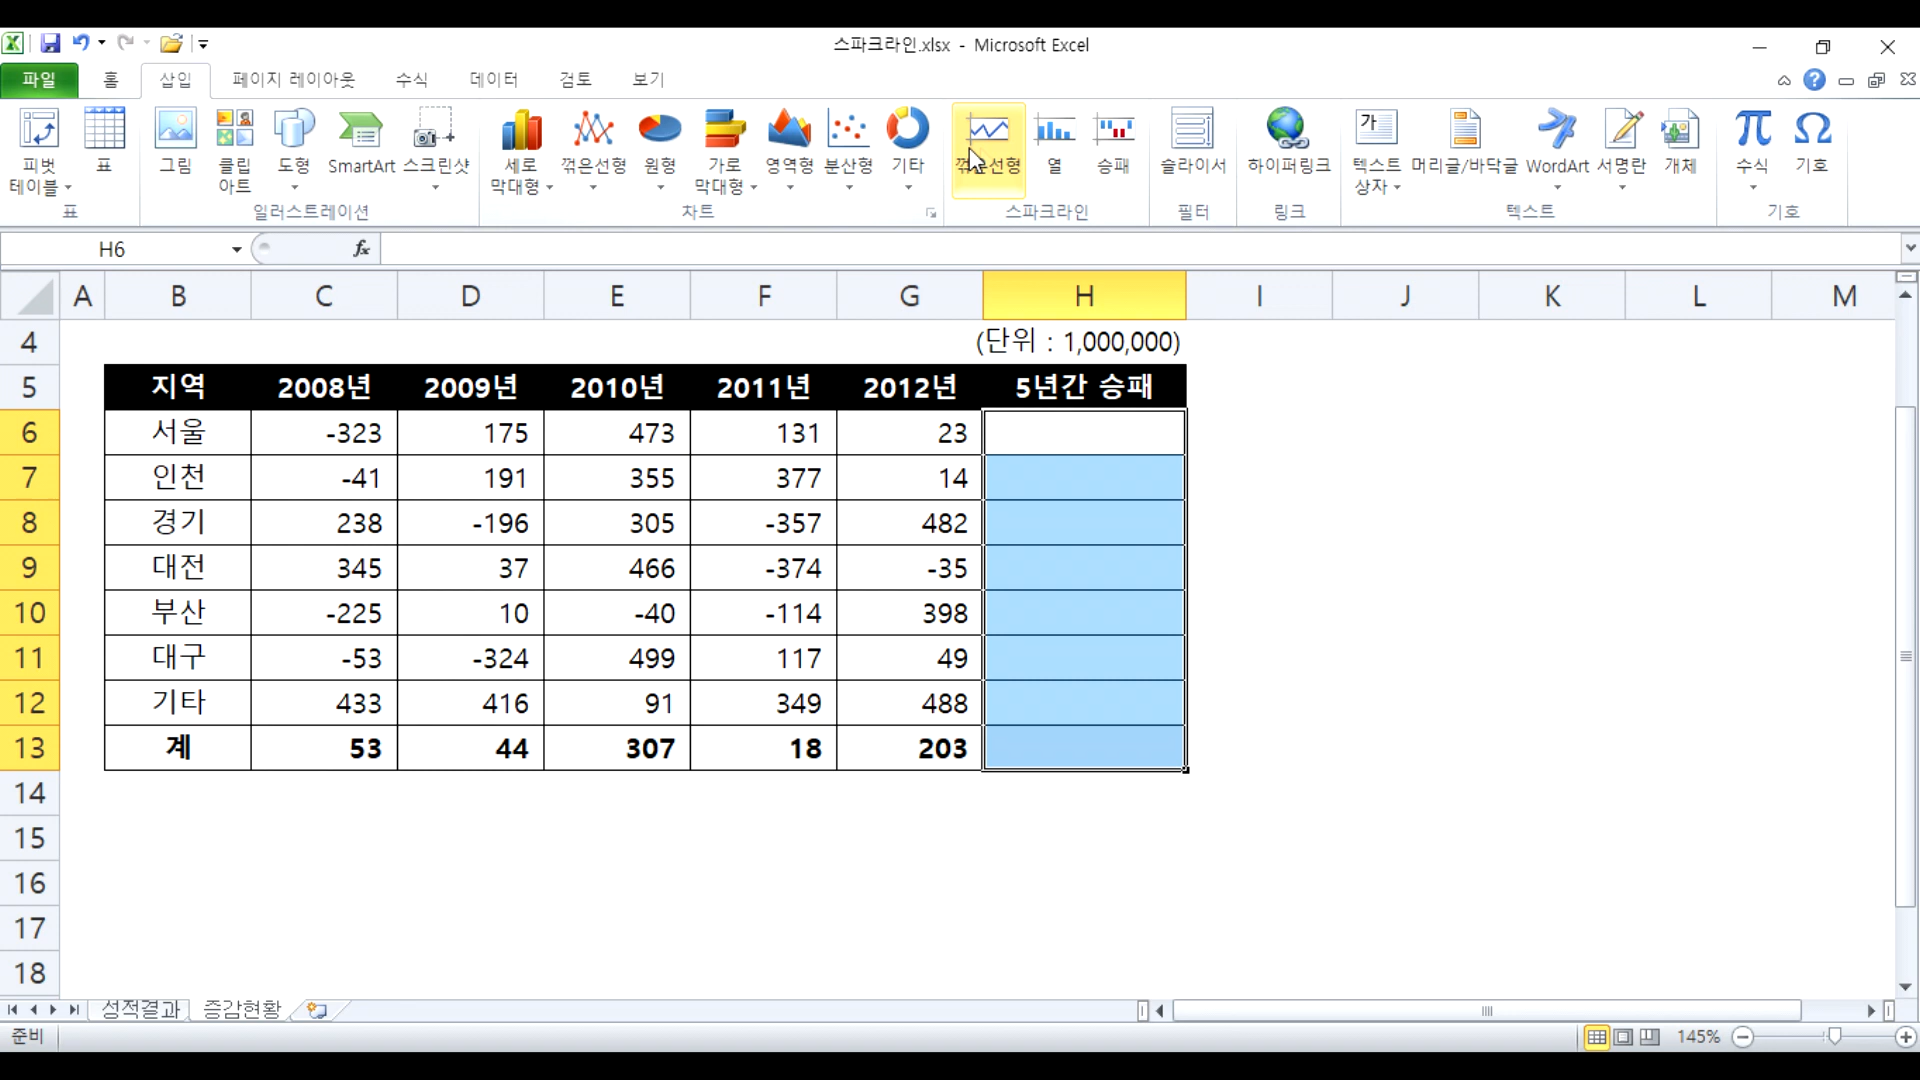 스파크라인.xlsx - Microsoft Excel
파일 홈 삽입 페이지 레이아웃 수식 데이터 검토 보기
피벗 테이블 표 그림 클립 아트 도형 SmartArt 스크린샷 세로 막대형 꺾은선형 원형 가로 막대형 영역형 분산형 기타 꺾은선형 열 승패 슬라이서 하이퍼링크 텍스트 상자 머리글/바닥글 WordArt 서명란 개체 수식 기호
표 일러스트레이션 차트 스파크라인 필터 링크 텍스트 기호
H6 fx
A B C D E F G H I J K L M
4 (단위 : 1,000,000)
5 지역 2008년 2009년 2010년 2011년 2012년 5년간 승패
6 서울 -323 175 473 131 23
7 인천 -41 191 355 377 14
8 경기 238 -196 305 -357 482
9 대전 345 37 466 -374 -35
10 부산 -225 10 -40 -114 398
11 대구 -53 -324 499 117 49
12 기타 433 416 91 349 488
13 계 53 44 307 18 203
14
15
16
17
18
성적결과 증감현황
준비 145%